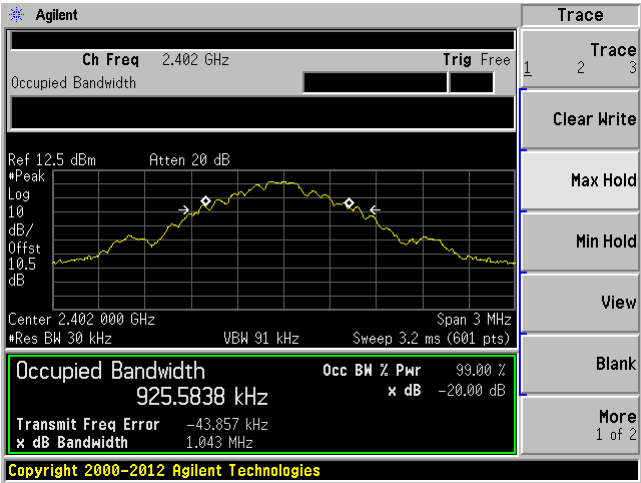 Agilent
Trace
Ch Freq 2.402 GHz Trig Free
Occupied Bandwidth
Trace
1 2 3
Clear Write
Max Hold
Min Hold
View
Blank
More
1 of 2
Ref 12.5 dBm Atten 20 dB
#Peak
Log
10
dB/
Offst
10.5
dB
Center 2.402 000 GHz Span 3 MHz
#Res BW 30 kHz VBW 91 kHz Sweep 3.2 ms (601 pts)
Occupied Bandwidth Occ BW % Pwr 99.00 %
925.5838 kHz x dB -20.00 dB
Transmit Freq Error -43.857 kHz
x dB Bandwidth 1.043 MHz
Copyright 2000-2012 Agilent Technologies